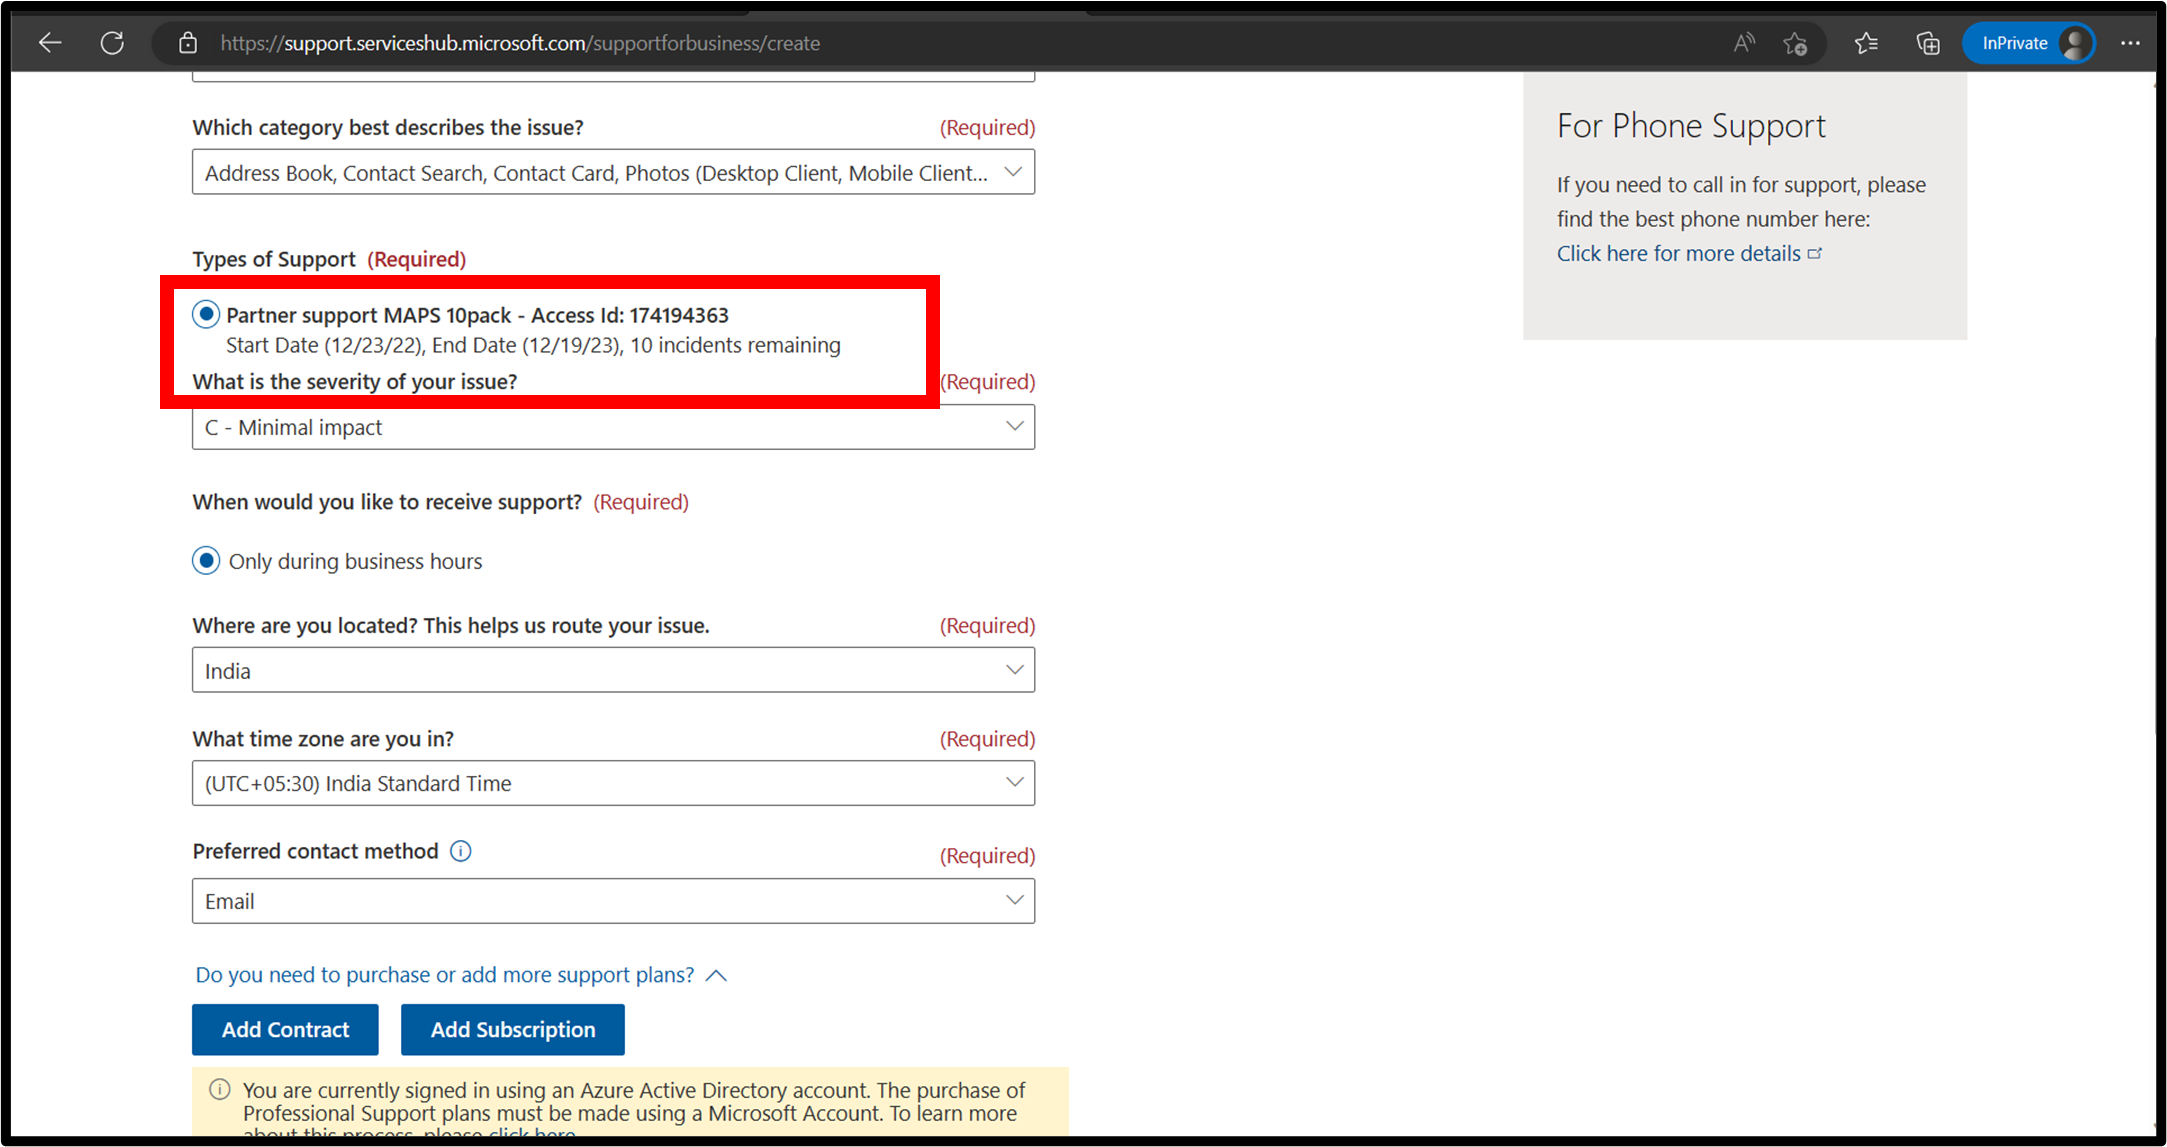 https://support.serviceshub.microsoft.com/supportforbusiness/create
InPrivate
Which category best describes the issue? (Required)
Address Book, Contact Search, Contact Card, Photos (Desktop Client, Mobile Client...
Types of Support (Required)
Partner support MAPS 10pack - Access Id: 174194363
Start Date (12/23/22), End Date (12/19/23), 10 incidents remaining
What is the severity of your issue? (Required)
C - Minimal impact
When would you like to receive support? (Required)
Only during business hours
Where are you located? This helps us route your issue. (Required)
India
What time zone are you in? (Required)
(UTC+05:30) India Standard Time
Preferred contact method (Required)
Email
Do you need to purchase or add more support plans?
Add Contract
Add Subscription
You are currently signed in using an Azure Active Directory account. The purchase of
Professional Support plans must be made using a Microsoft Account. To learn more
about this process, please click here
For Phone Support
If you need to call in for support, please
find the best phone number here:
Click here for more details